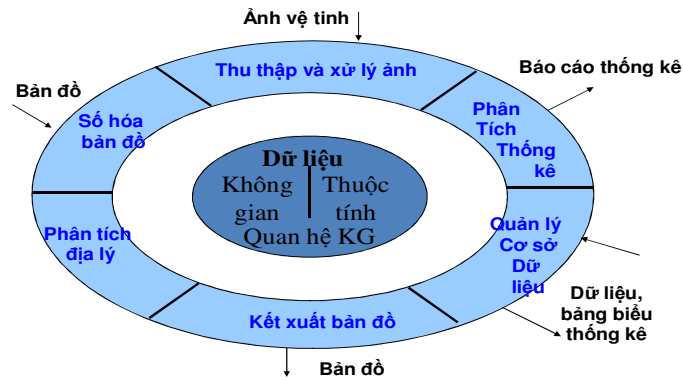 Ảnh vệ tinh
Thu thập và xử lý ảnh
Báo cáo thống kê
Bản đồ
Số hóa
bản đồ
Phân
Tích
Thống
kê
Dữ liệu
Không Thuộc
gian tính
Quan hệ KG
Phân tích
địa lý
Quản lý
Cơ sở
Dữ
liệu
Kết xuất bản đồ
Dữ liệu,
bảng biểu
thống kê
Bản đồ